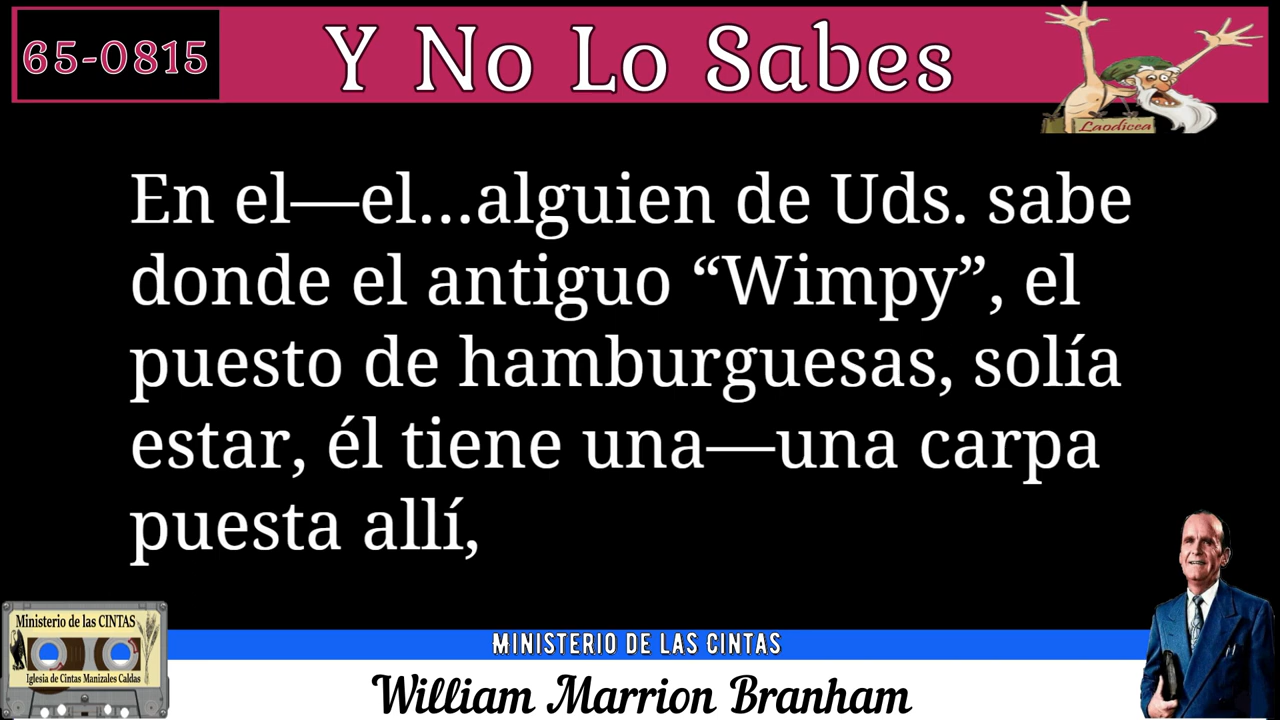 65-0815
Y No Lo Sabes
Laodicea
En el—el...alguien de Uds. sabe
donde el antiguo “Wimpy”, el
puesto de hamburguesas, solía
estar, él tiene una—una carpa
puesta allí,
Ministerio de las CINTAS
Iglesia de Cintas Manizales Caldas
MINISTERIO DE LAS CINTAS
William Marrion Branham